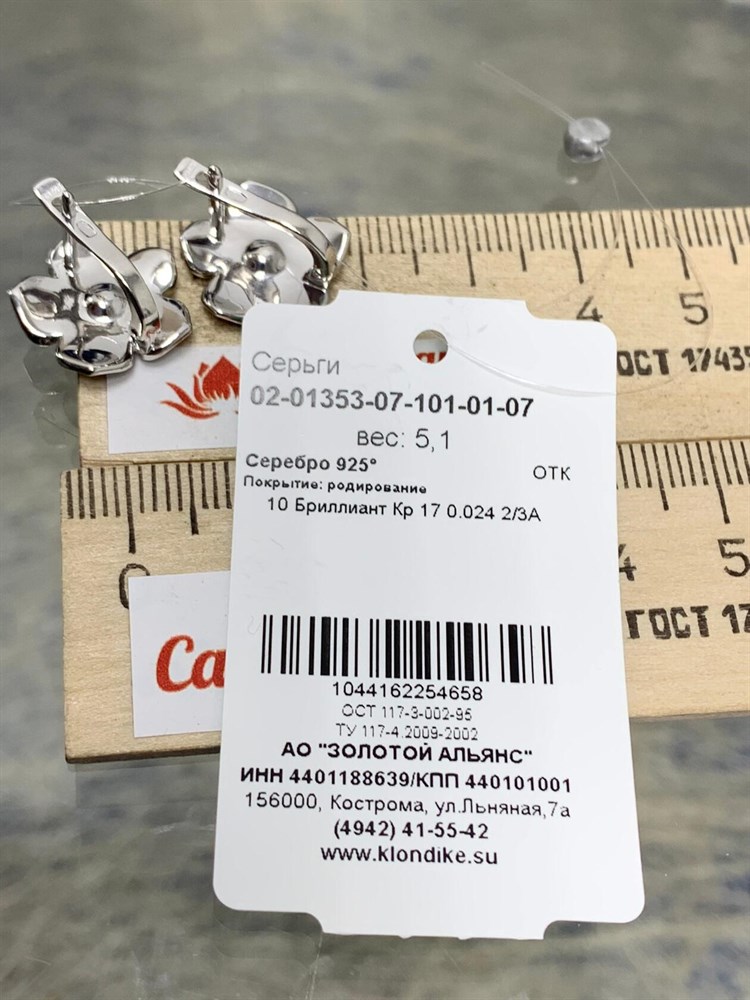 4 5
ГОСТ 1743
Серьги
02-01353-07-101-01-07
вес: 5,1
Серебро 925°
ОТК
Покрытие: родирование
10 Бриллиант Кр 17 0.024 2/3А
0 4 5
ГОСТ 17
Са
1044162254658
ОСТ 117-3-002-95
ТУ 117-4.2009-2002
АО "ЗОЛОТОЙ АЛЬЯНС"
ИНН 4401188639/КПП 440101001
156000, Кострома, ул.Льняная,7а
(4942) 41-55-42
www.klondike.su